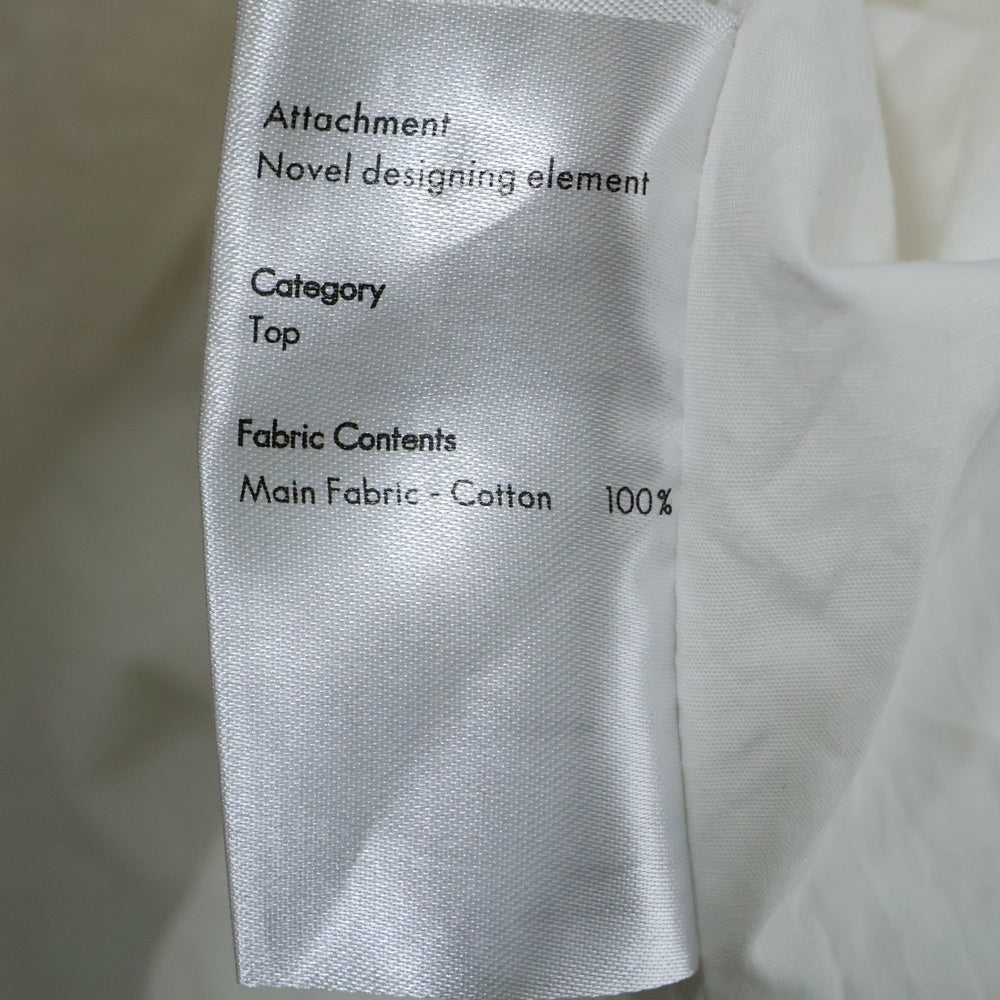 Attachment
Novel designing element
Category
Top
Fabric Contents
Main Fabric - Cotton 100%